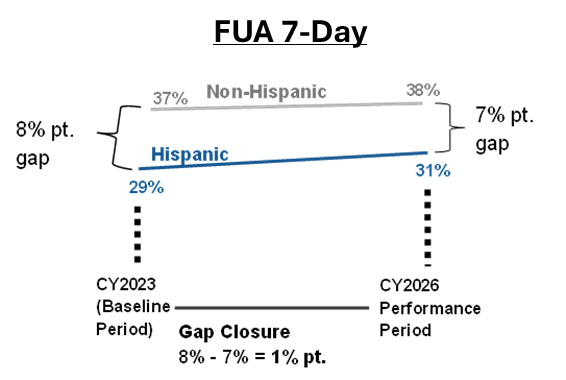 FUA 7-Day
37% Non-Hispanic 38%
8% pt.
gap
7% pt.
gap
Hispanic
29%
31%
CY2023
(Baseline
Period)
CY2026
Performance
Period
Gap Closure
8% - 7% = 1% pt.